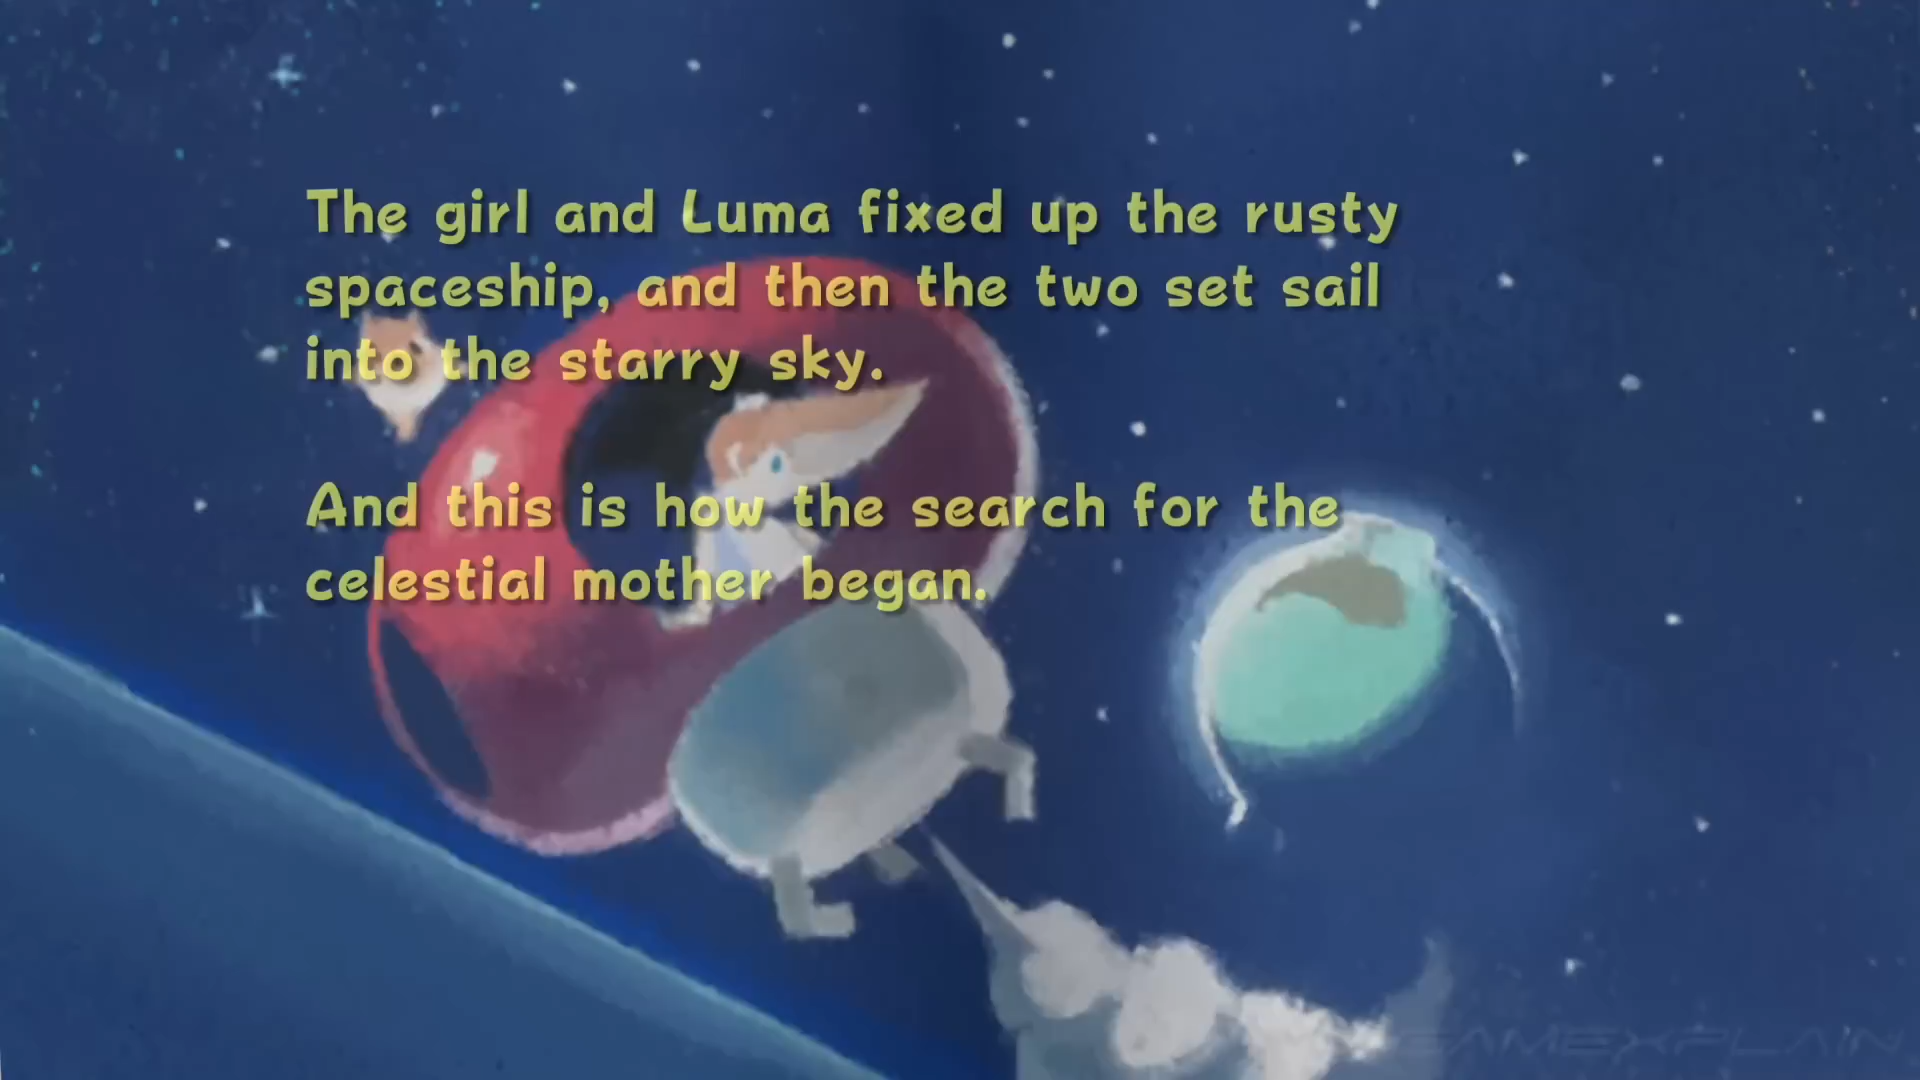 The girl and Luma fixed up the rusty
spaceship, and then the two set sail
into the starry sky.
And this is how the search for the
celestial mother began.
GAMEXPLAIN